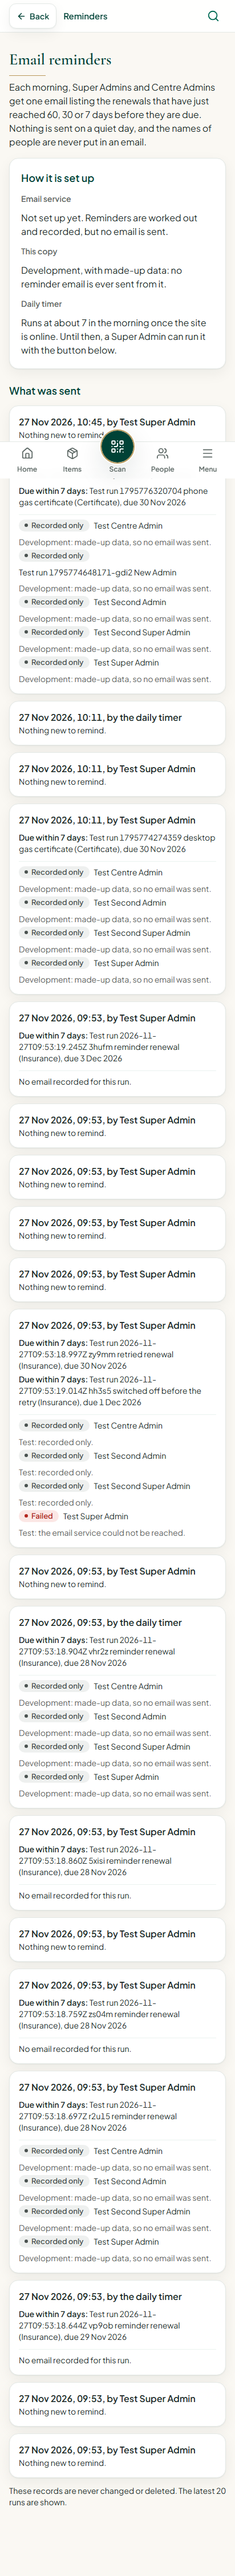 Back
Reminders
Email reminders
Each morning, Super Admins and Centre Admins
get one email listing the renewals that have just
reached 60, 30 or 7 days before they are due.
Nothing is sent on a quiet day, and the names of
people are never put in an email.
How it is set up
Email service
Not set up yet. Reminders are worked out
and recorded, but no email is sent.
This copy
Development, with made-up data: no
reminder email is ever sent from it.
Daily timer
Runs at about 7 in the morning once the site
is online. Until then, a Super Admin can run it
with the button below.
What was sent
27 Nov 2026, 10:45, by Test Super Admin
Nothing new to remind.
Home
Items
Scan
People
Menu
Due within 7 days: Test run 1795776320704 phone
gas certificate (Certificate), due 30 Nov 2026
Recorded only Test Centre Admin
Development: made-up data, so no email was sent.
Recorded only
Test run 1795774648171-gdi2 New Admin
Development: made-up data, so no email was sent.
Recorded only Test Second Admin
Development: made-up data, so no email was sent.
Recorded only Test Second Super Admin
Development: made-up data, so no email was sent.
Recorded only Test Super Admin
Development: made-up data, so no email was sent.
27 Nov 2026, 10:11, by the daily timer
Nothing new to remind.
27 Nov 2026, 10:11, by Test Super Admin
Nothing new to remind.
27 Nov 2026, 10:11, by Test Super Admin
Due within 7 days: Test run 1795774274359 desktop
gas certificate (Certificate), due 30 Nov 2026
Recorded only Test Centre Admin
Development: made-up data, so no email was sent.
Recorded only Test Second Admin
Development: made-up data, so no email was sent.
Recorded only Test Second Super Admin
Development: made-up data, so no email was sent.
Recorded only Test Super Admin
Development: made-up data, so no email was sent.
27 Nov 2026, 09:53, by Test Super Admin
Due within 7 days: Test run 2026-11-
27T09:53:19.245Z 3hufm reminder renewal
(Insurance), due 3 Dec 2026
No email recorded for this run.
27 Nov 2026, 09:53, by Test Super Admin
Nothing new to remind.
27 Nov 2026, 09:53, by Test Super Admin
Nothing new to remind.
27 Nov 2026, 09:53, by Test Super Admin
Nothing new to remind.
27 Nov 2026, 09:53, by Test Super Admin
Nothing new to remind.
27 Nov 2026, 09:53, by Test Super Admin
Due within 7 days: Test run 2026-11-
27T09:53:18.997Z zy9mm retried renewal
(Insurance), due 30 Nov 2026
Due within 7 days: Test run 2026-11-
27T09:53:19.014Z hh3s5 switched off before the
retry (Insurance), due 1 Dec 2026
Recorded only Test Centre Admin
Test: recorded only.
Recorded only Test Second Admin
Test: recorded only.
Recorded only Test Second Super Admin
Test: recorded only.
Failed Test Super Admin
Test: the email service could not be reached.
27 Nov 2026, 09:53, by Test Super Admin
Nothing new to remind.
27 Nov 2026, 09:53, by the daily timer
Due within 7 days: Test run 2026-11-
27T09:53:18.904Z vhr2z reminder renewal
(Insurance), due 28 Nov 2026
Recorded only Test Centre Admin
Development: made-up data, so no email was sent.
Recorded only Test Second Admin
Development: made-up data, so no email was sent.
Recorded only Test Second Super Admin
Development: made-up data, so no email was sent.
Recorded only Test Super Admin
Development: made-up data, so no email was sent.
27 Nov 2026, 09:53, by Test Super Admin
Due within 7 days: Test run 2026-11-
27T09:53:18.860Z 5xisi reminder renewal
(Insurance), due 28 Nov 2026
No email recorded for this run.
27 Nov 2026, 09:53, by Test Super Admin
Nothing new to remind.
27 Nov 2026, 09:53, by Test Super Admin
Due within 7 days: Test run 2026-11-
27T09:53:18.759Z zs04m reminder renewal
(Insurance), due 28 Nov 2026
No email recorded for this run.
27 Nov 2026, 09:53, by Test Super Admin
Due within 7 days: Test run 2026-11-
27T09:53:18.697Z r2u15 reminder renewal
(Insurance), due 28 Nov 2026
Recorded only Test Centre Admin
Development: made-up data, so no email was sent.
Recorded only Test Second Admin
Development: made-up data, so no email was sent.
Recorded only Test Second Super Admin
Development: made-up data, so no email was sent.
Recorded only Test Super Admin
Development: made-up data, so no email was sent.
27 Nov 2026, 09:53, by the daily timer
Due within 7 days: Test run 2026-11-
27T09:53:18.644Z vp9ob reminder renewal
(Insurance), due 29 Nov 2026
No email recorded for this run.
27 Nov 2026, 09:53, by Test Super Admin
Nothing new to remind.
27 Nov 2026, 09:53, by Test Super Admin
Nothing new to remind.
These records are never changed or deleted. The latest 20
runs are shown.